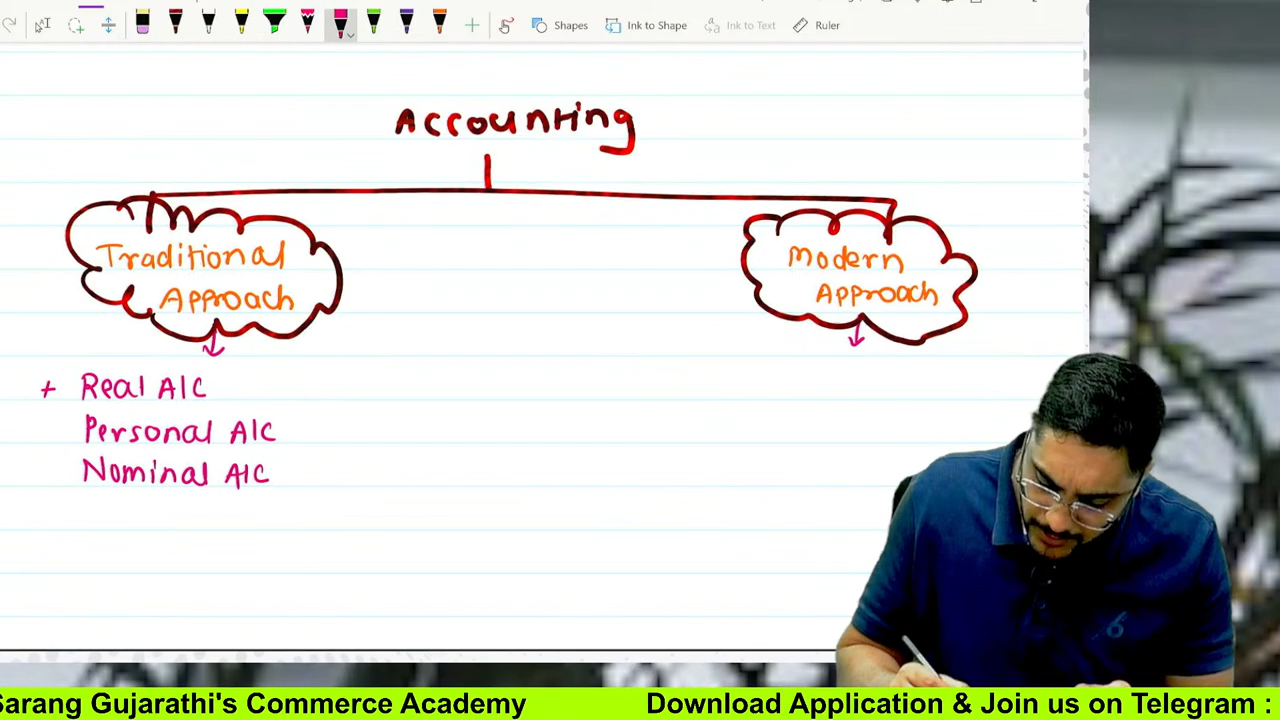 Shapes
Ink to Shape
Ink to Text
Ruler
Accounting
Traditional
Approach
Modern
Approach
+ Real A/C
Personal A/C
Nominal A/C
Sarang Gujarathi's Commerce Academy
Download Application & Join us on Telegram :